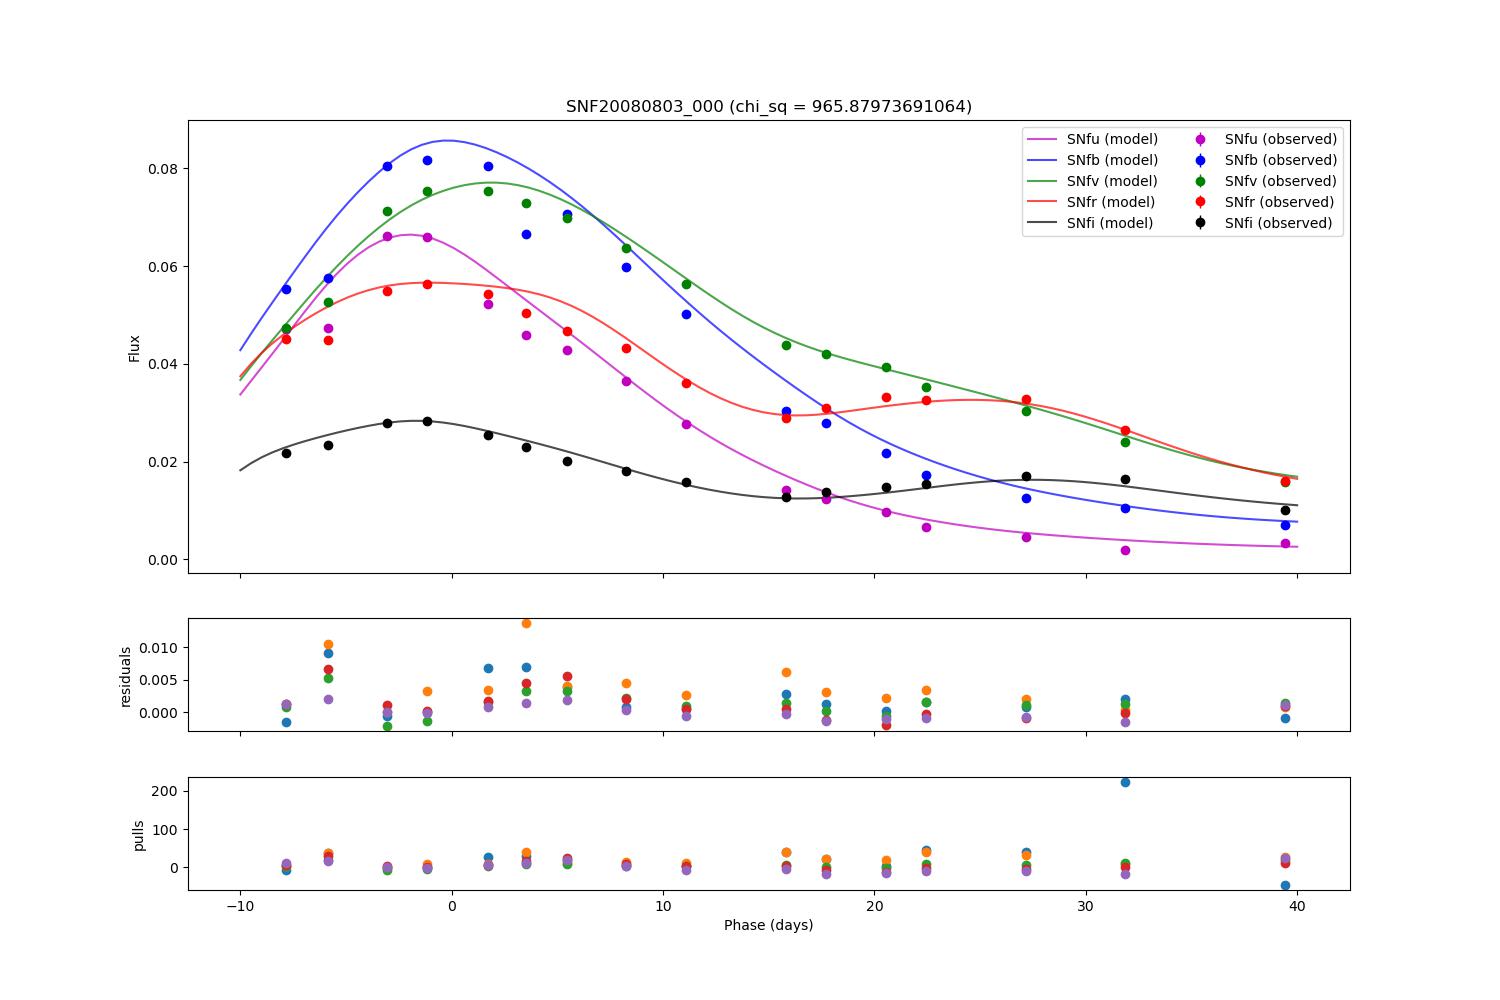 SNF20080803_000 (chi_sq = 965.87973691064)
SNfu (model) SNfu (observed)
SNfb (model) SNfb (observed)
SNfv (model) SNfv (observed)
SNfr (model) SNfr (observed)
SNfi (model) SNfi (observed)
Flux
0.08
0.06
0.04
0.02
0.00
residuals
0.010
0.005
0.000
pulls
200
100
0
−10 0 10 20 30 40
Phase (days)